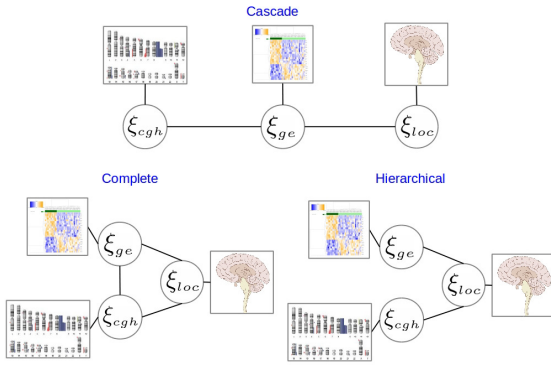 Cascade
ξcgh
ξge
ξloc
Complete
Hierarchical
ξge
ξloc
ξcgh
ξge
ξloc
ξcgh